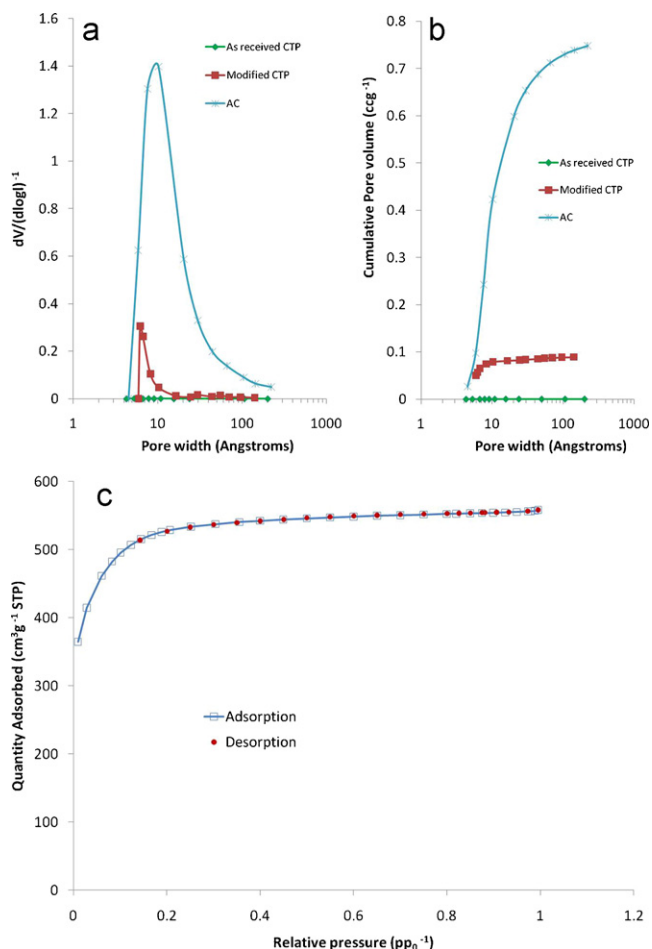 a
As received CTP
Modified CTP
AC
dV/(dlogl)⁻¹
1.6
1.4
1.2
1
0.8
0.6
0.4
0.2
0
1
10
100
1000
Pore width (Angstroms)
b
As received CTP
Modified CTP
AC
Cumulative Pore volume (ccg⁻¹)
0.8
0.7
0.6
0.5
0.4
0.3
0.2
0.1
0
1
10
100
1000
Pore width (Angstroms)
c
Adsorption
Desorption
Quantity Adsorbed (cm³g⁻¹ STP)
600
500
400
300
200
100
0
0
0.2
0.4
0.6
0.8
1
1.2
Relative pressure (pp₀⁻¹)